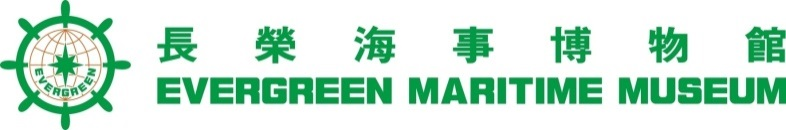 EVERGREEN
長榮海事博物館
EVERGREEN MARITIME MUSEUM